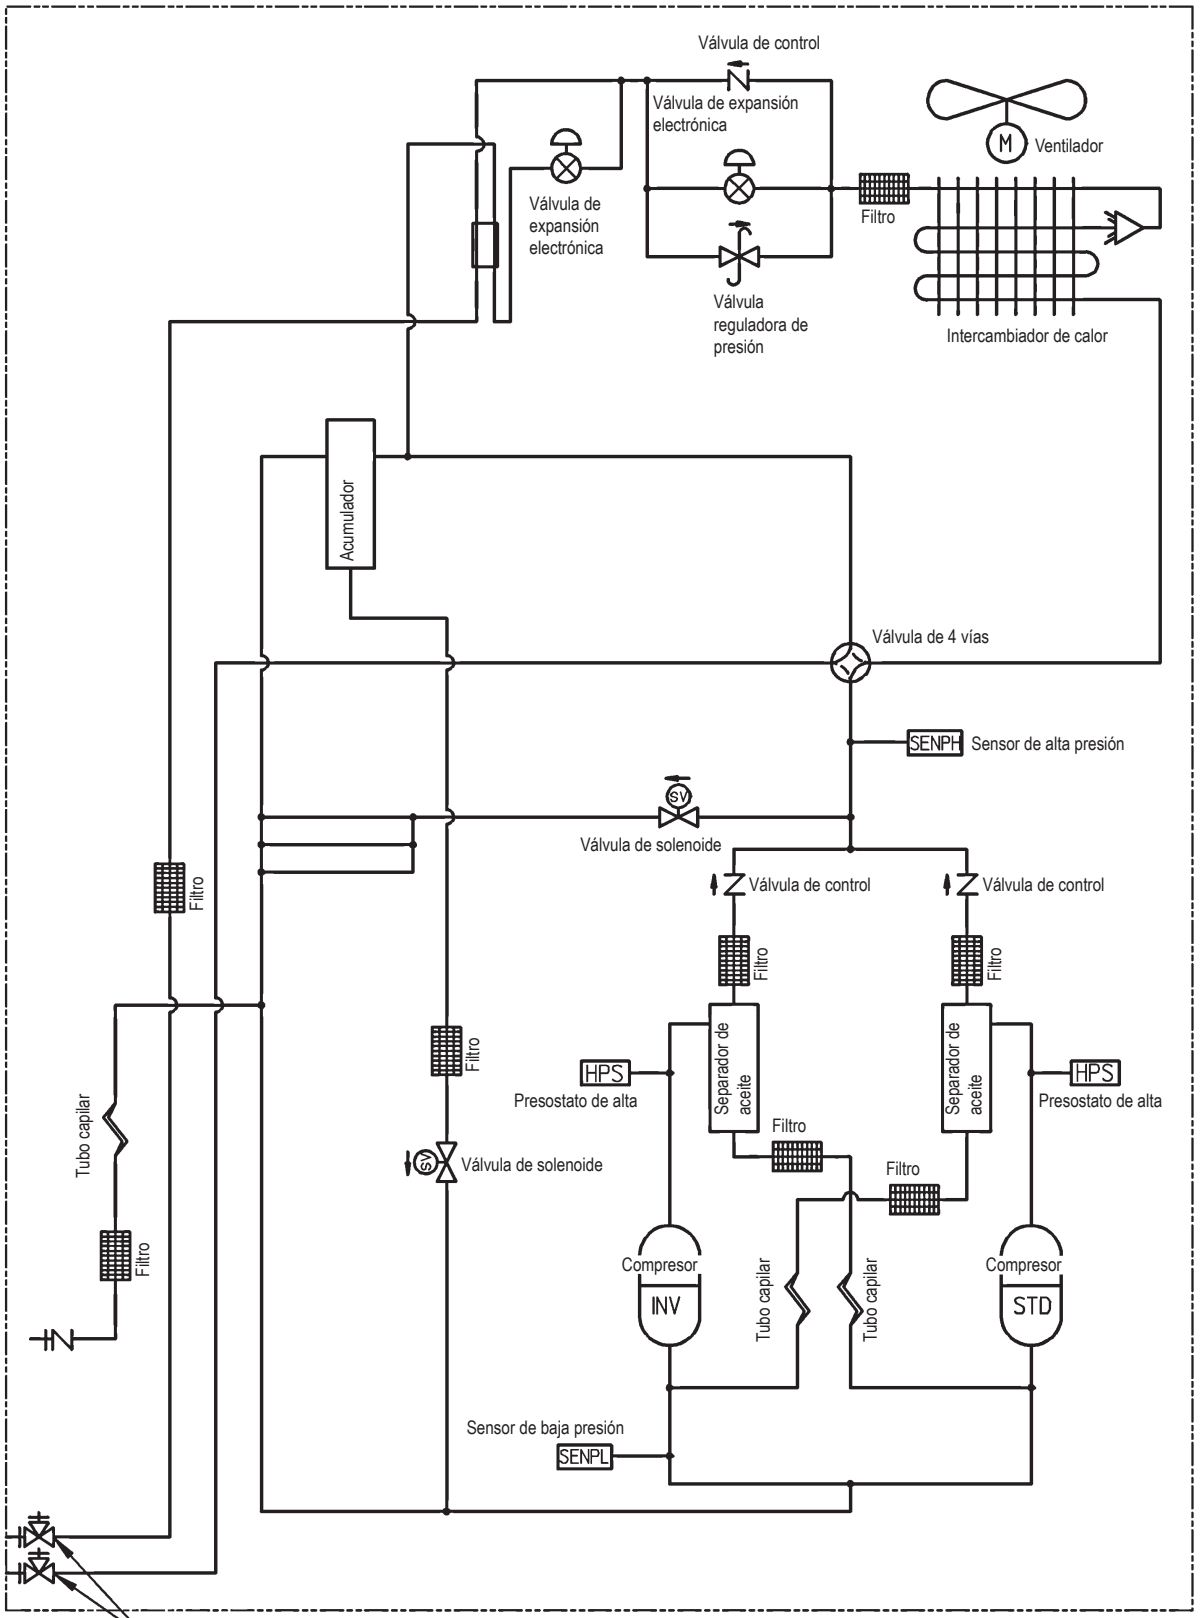 Válvula de control
Válvula de expansión
electrónica
M
Ventilador
Válvula de
expansión
electrónica
Filtro
Válvula
reguladora de
presión
Intercambiador de calor
Acumulador
Válvula de 4 vías
SENPH
Sensor de alta presión
SV
Válvula de solenoide
Válvula de control
Válvula de control
Filtro
Filtro
Filtro
Filtro
Separador de
aceite
Separador de
aceite
HPS
Presostato de alta
HPS
Presostato de alta
Tubo capilar
Filtro
SV
Válvula de solenoide
Filtro
Filtro
Compresor
INV
Tubo capilar
Tubo capilar
Compresor
STD
Sensor de baja presión
SENPL